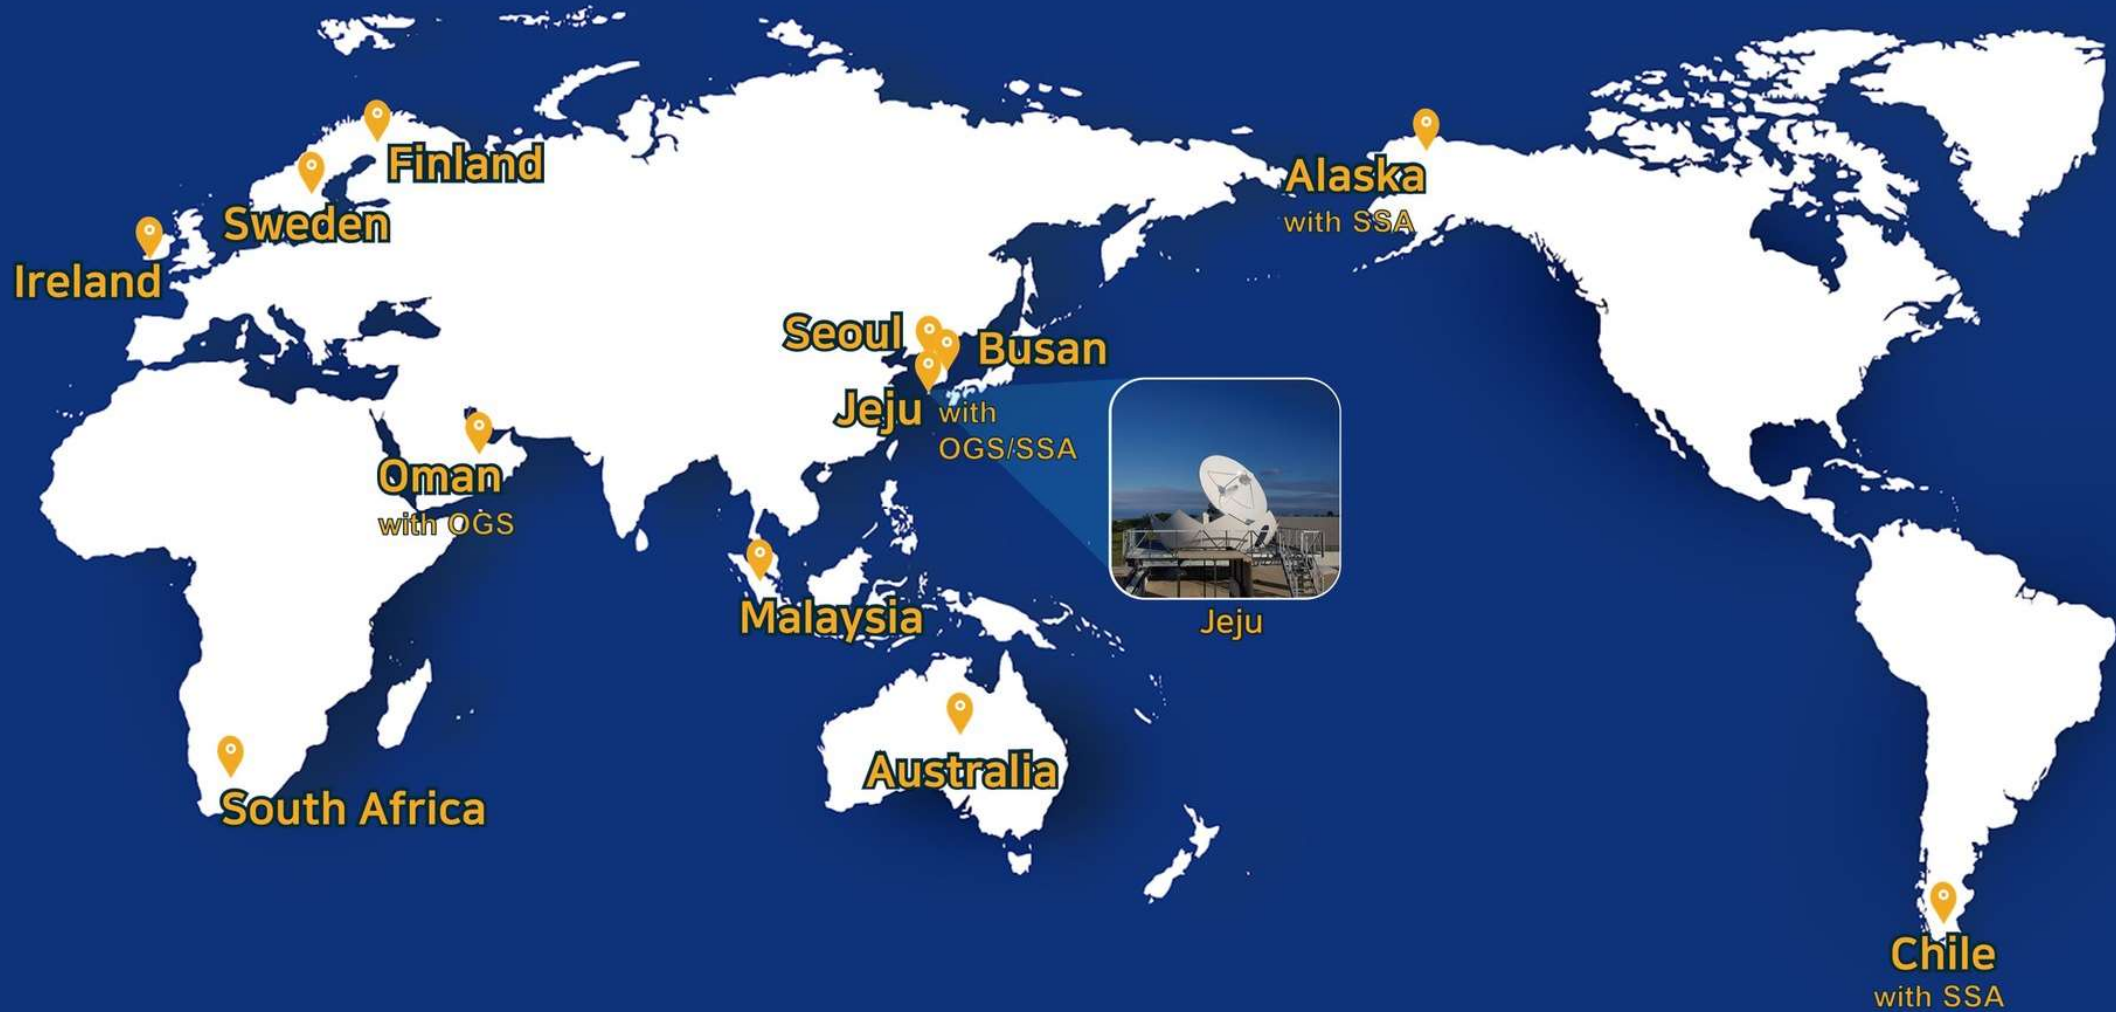 Finland
Sweden
Ireland
Alaska
with SSA
Seoul
Busan
Jeju
with
OGS/SSA
Oman
with OGS
Malaysia
Jeju
Australia
South Africa
Chile
with SSA